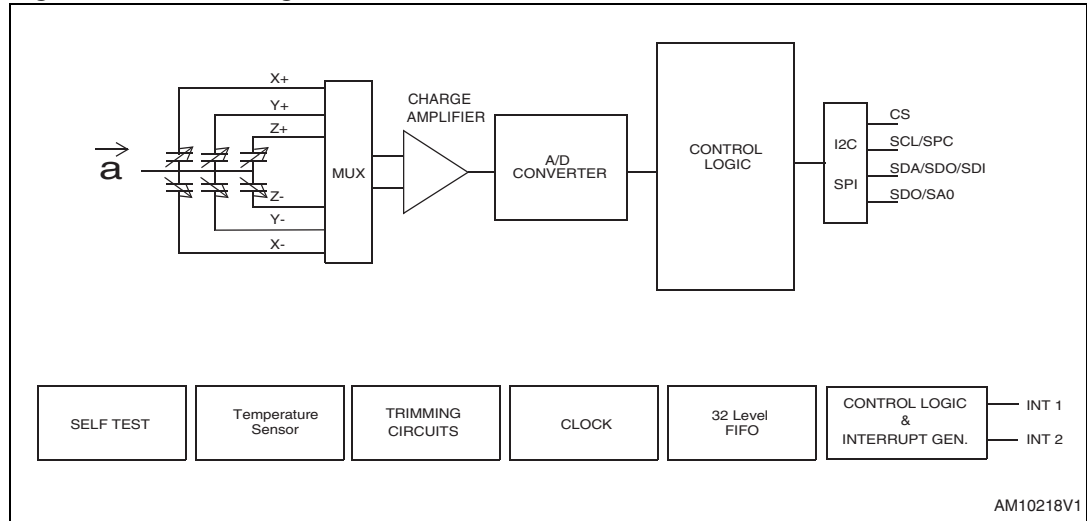 X+
Y+
Z+
a
Z-
Y-
X-
MUX
CHARGE
AMPLIFIER
A/D
CONVERTER
CONTROL
LOGIC
I2C
SPI
CS
SCL/SPC
SDA/SDO/SDI
SDO/SA0
SELF TEST
Temperature
Sensor
TRIMMING
CIRCUITS
CLOCK
32 Level
FIFO
CONTROL LOGIC
&
INTERRUPT GEN.
INT 1
INT 2
AM10218V1